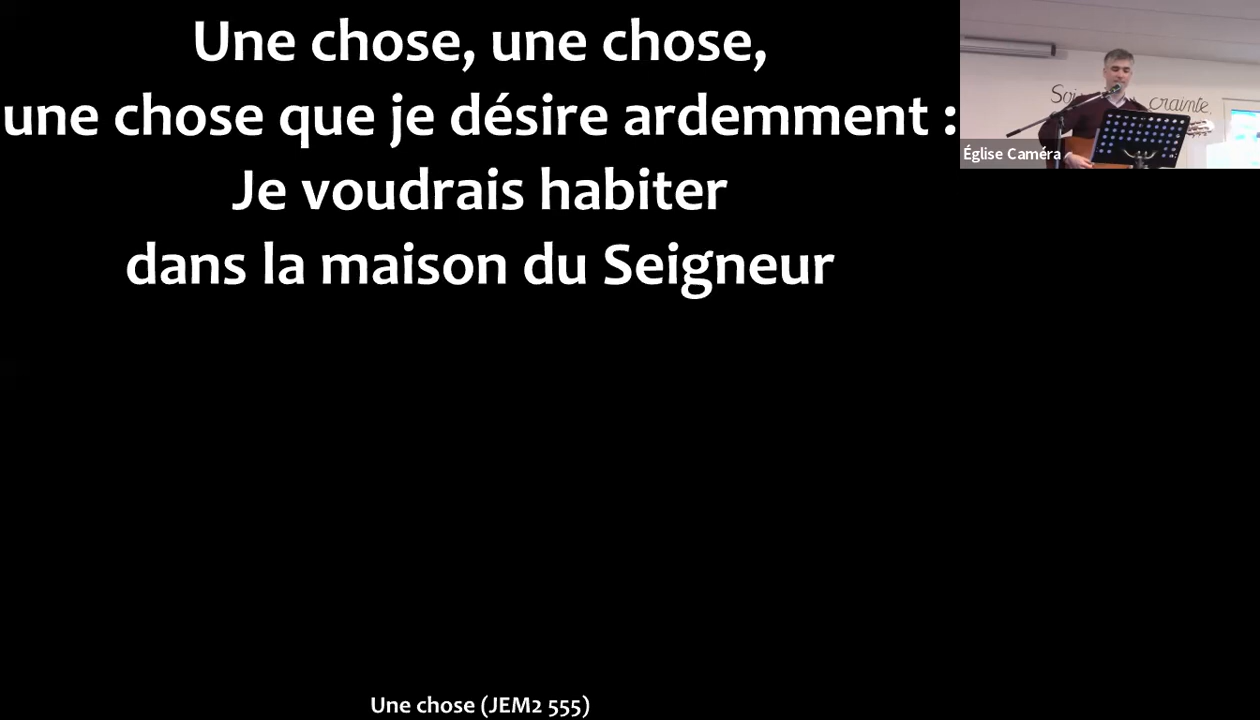 Une chose, une chose,
une chose que je désire ardemment :
Je voudrais habiter
dans la maison du Seigneur
crainte
Église Caméra
Une chose (JEM2 555)